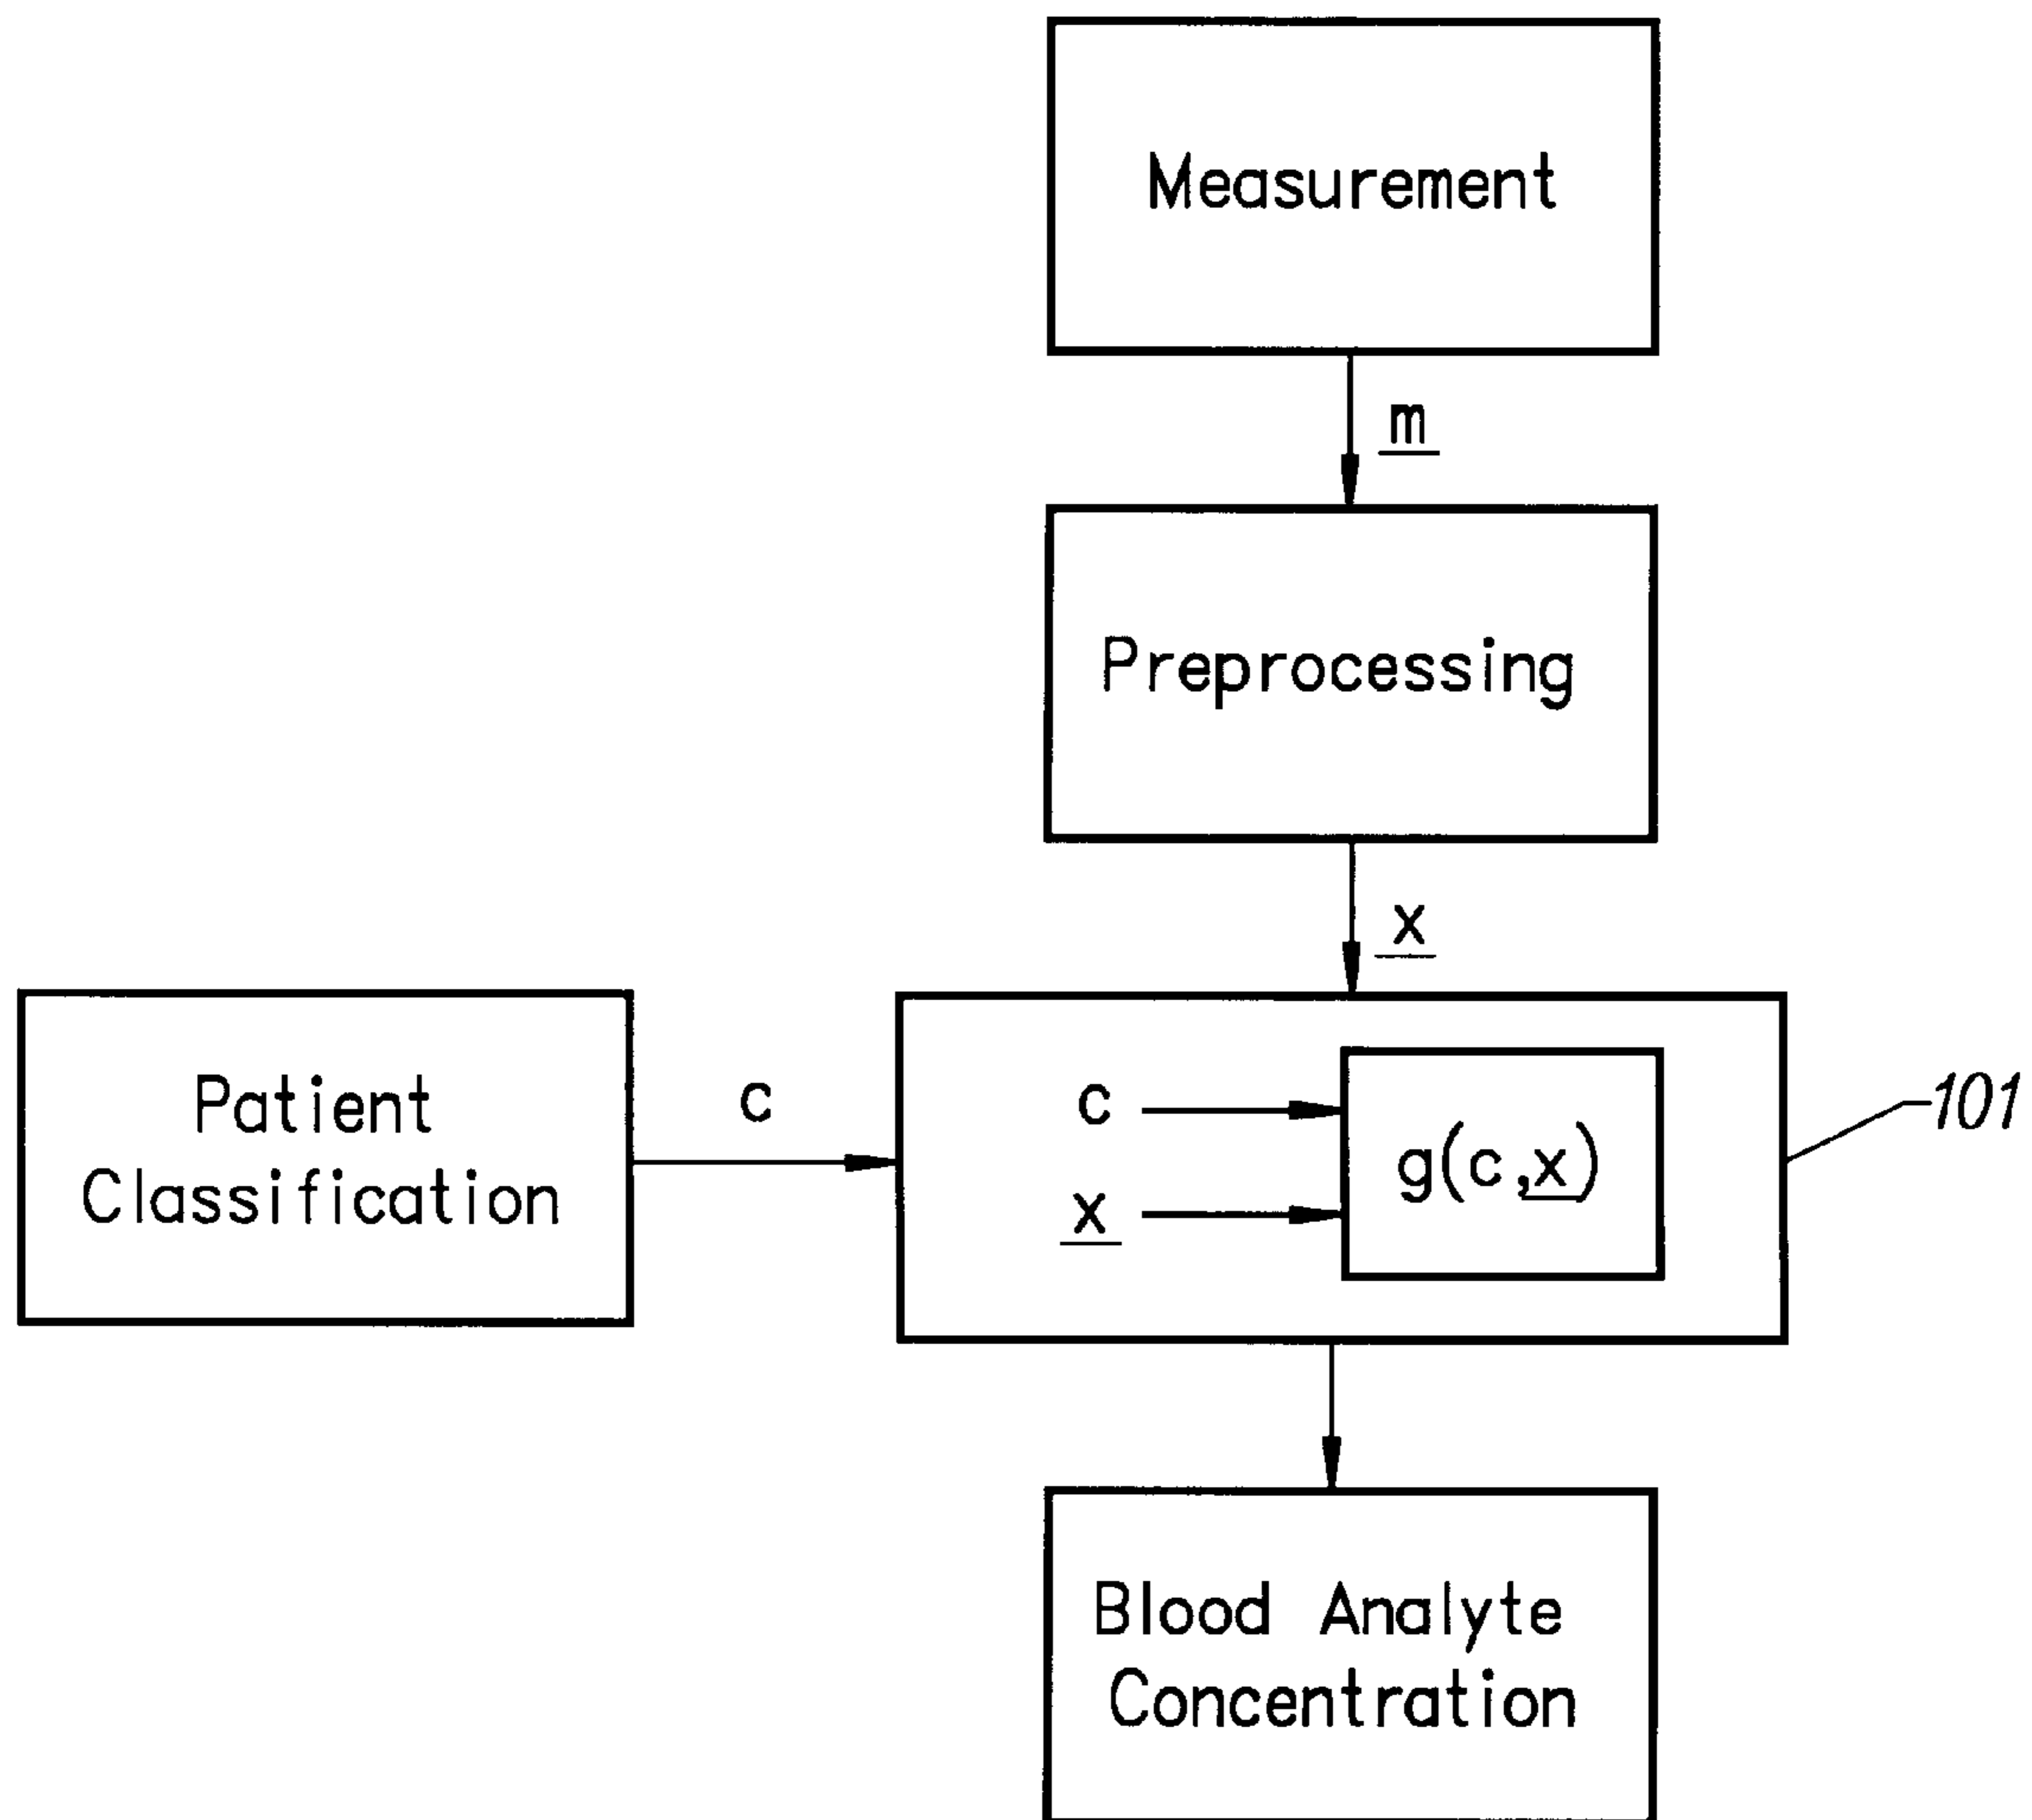 Measurement
m
Preprocessing
x
Patient
Classification
c
c
x
g(c,x)
101
Blood Analyte
Concentration